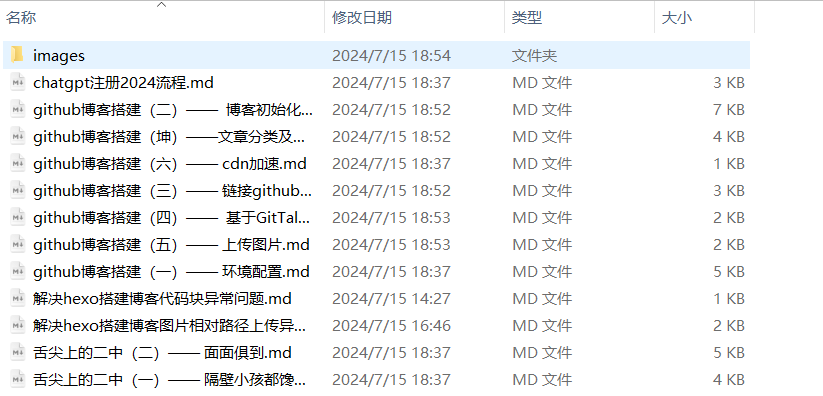 名称 修改日期 类型 大小
images 2024/7/15 18:54 文件夹
chatgpt注册2024流程.md 2024/7/15 18:37 MD 文件 3 KB
github博客搭建（二）—— 博客初始化... 2024/7/15 18:52 MD 文件 7 KB
github博客搭建（坤）——文章分类及... 2024/7/15 18:52 MD 文件 4 KB
github博客搭建（六）—— cdn加速.md 2024/7/15 18:37 MD 文件 1 KB
github博客搭建（三）—— 链接github... 2024/7/15 18:52 MD 文件 3 KB
github博客搭建（四）—— 基于GitTal... 2024/7/15 18:53 MD 文件 2 KB
github博客搭建（五）—— 上传图片.md 2024/7/15 18:53 MD 文件 2 KB
github博客搭建（一）—— 环境配置.md 2024/7/15 18:37 MD 文件 5 KB
解决hexo搭建博客代码块异常问题.md 2024/7/15 14:27 MD 文件 1 KB
解决hexo搭建博客图片相对路径上传异... 2024/7/15 16:46 MD 文件 2 KB
舌尖上的二中（二）—— 面面俱到.md 2024/7/15 18:37 MD 文件 5 KB
舌尖上的二中（一）—— 隔壁小孩都馋... 2024/7/15 18:37 MD 文件 4 KB